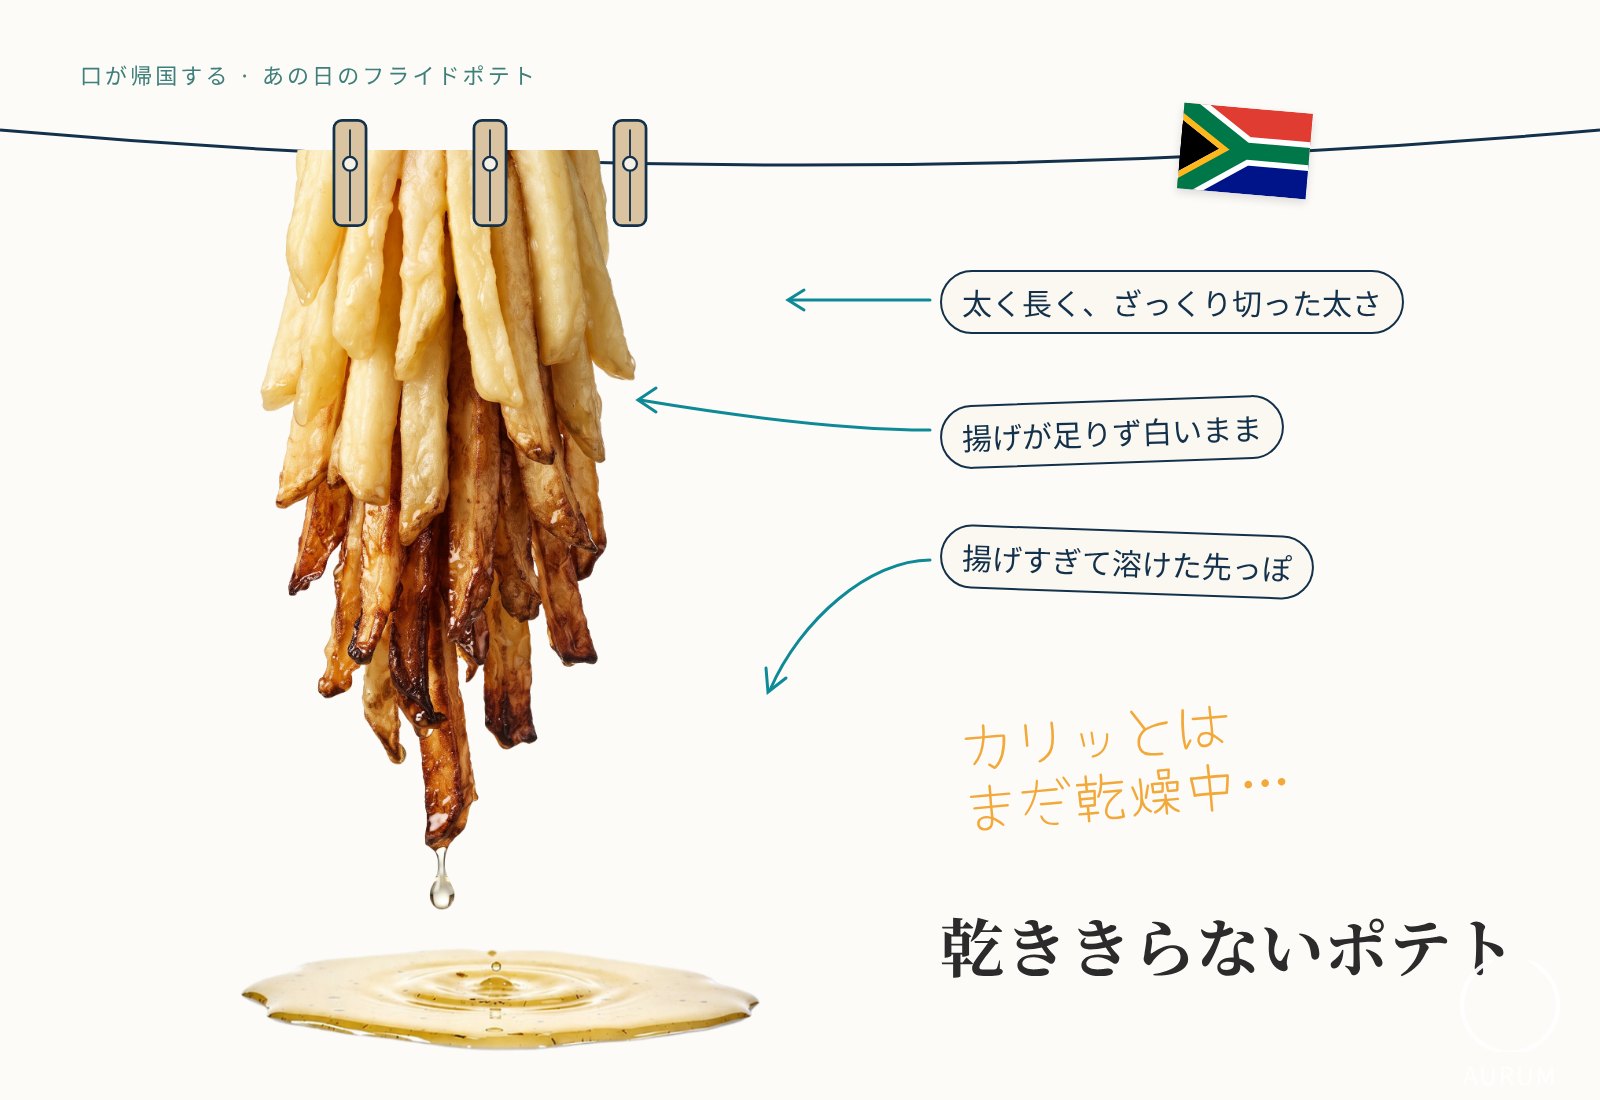 口が帰国する · あの日のフライドポテト
太く長く、ざっくり切った太さ
揚げが足りず白いまま
揚げすぎて溶けた先っぽ
カリッとは
まだ乾燥中…
乾ききらないポテト
AURUM